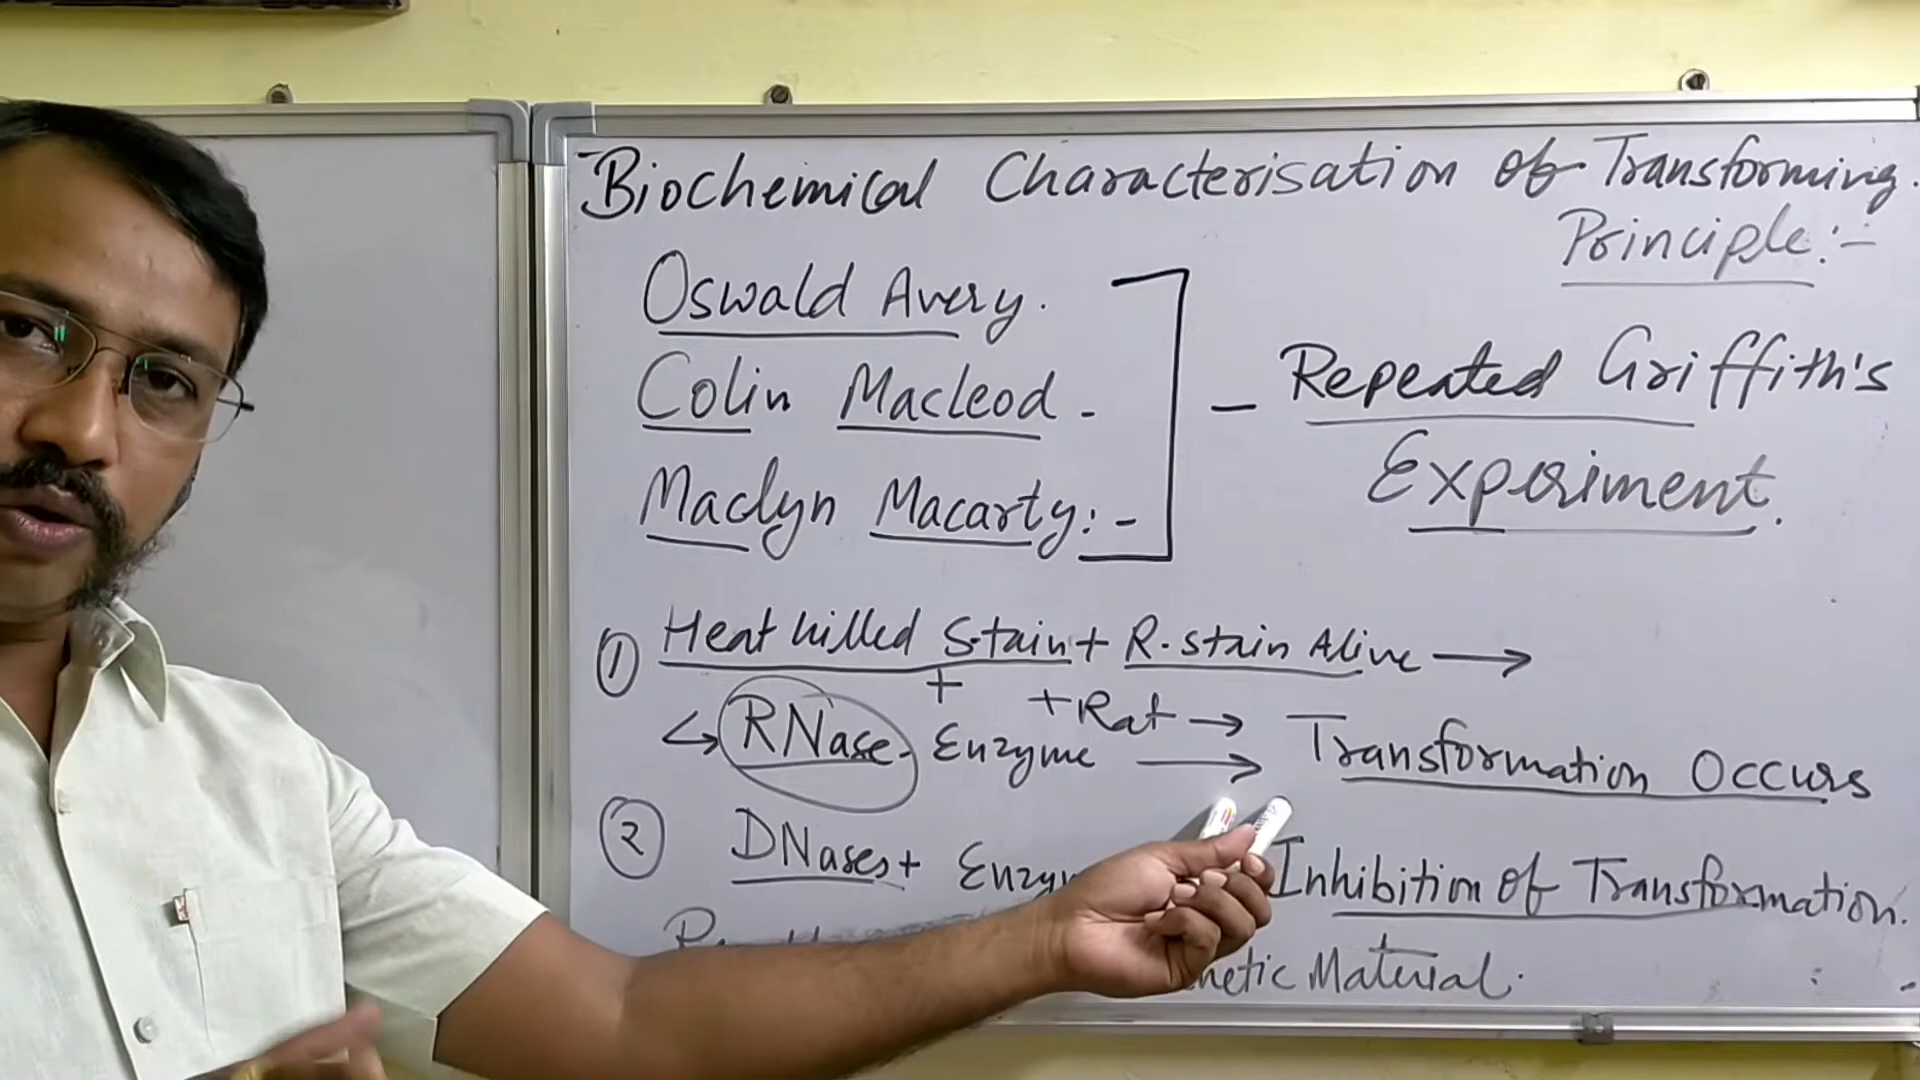 Biochemical Characterisation of Transforming
Principle:-
Oswald Avery.
Colin Macleod -
Maclyn Macarty:-
- Repeated Griffith's
Experiment.
① Heat killed S.tain + R.stain Alive →
+ +Rat →
↳ RNase - Enzyme → Transformation Occurs
② DNases + Inhibition of Transformation.
Material.